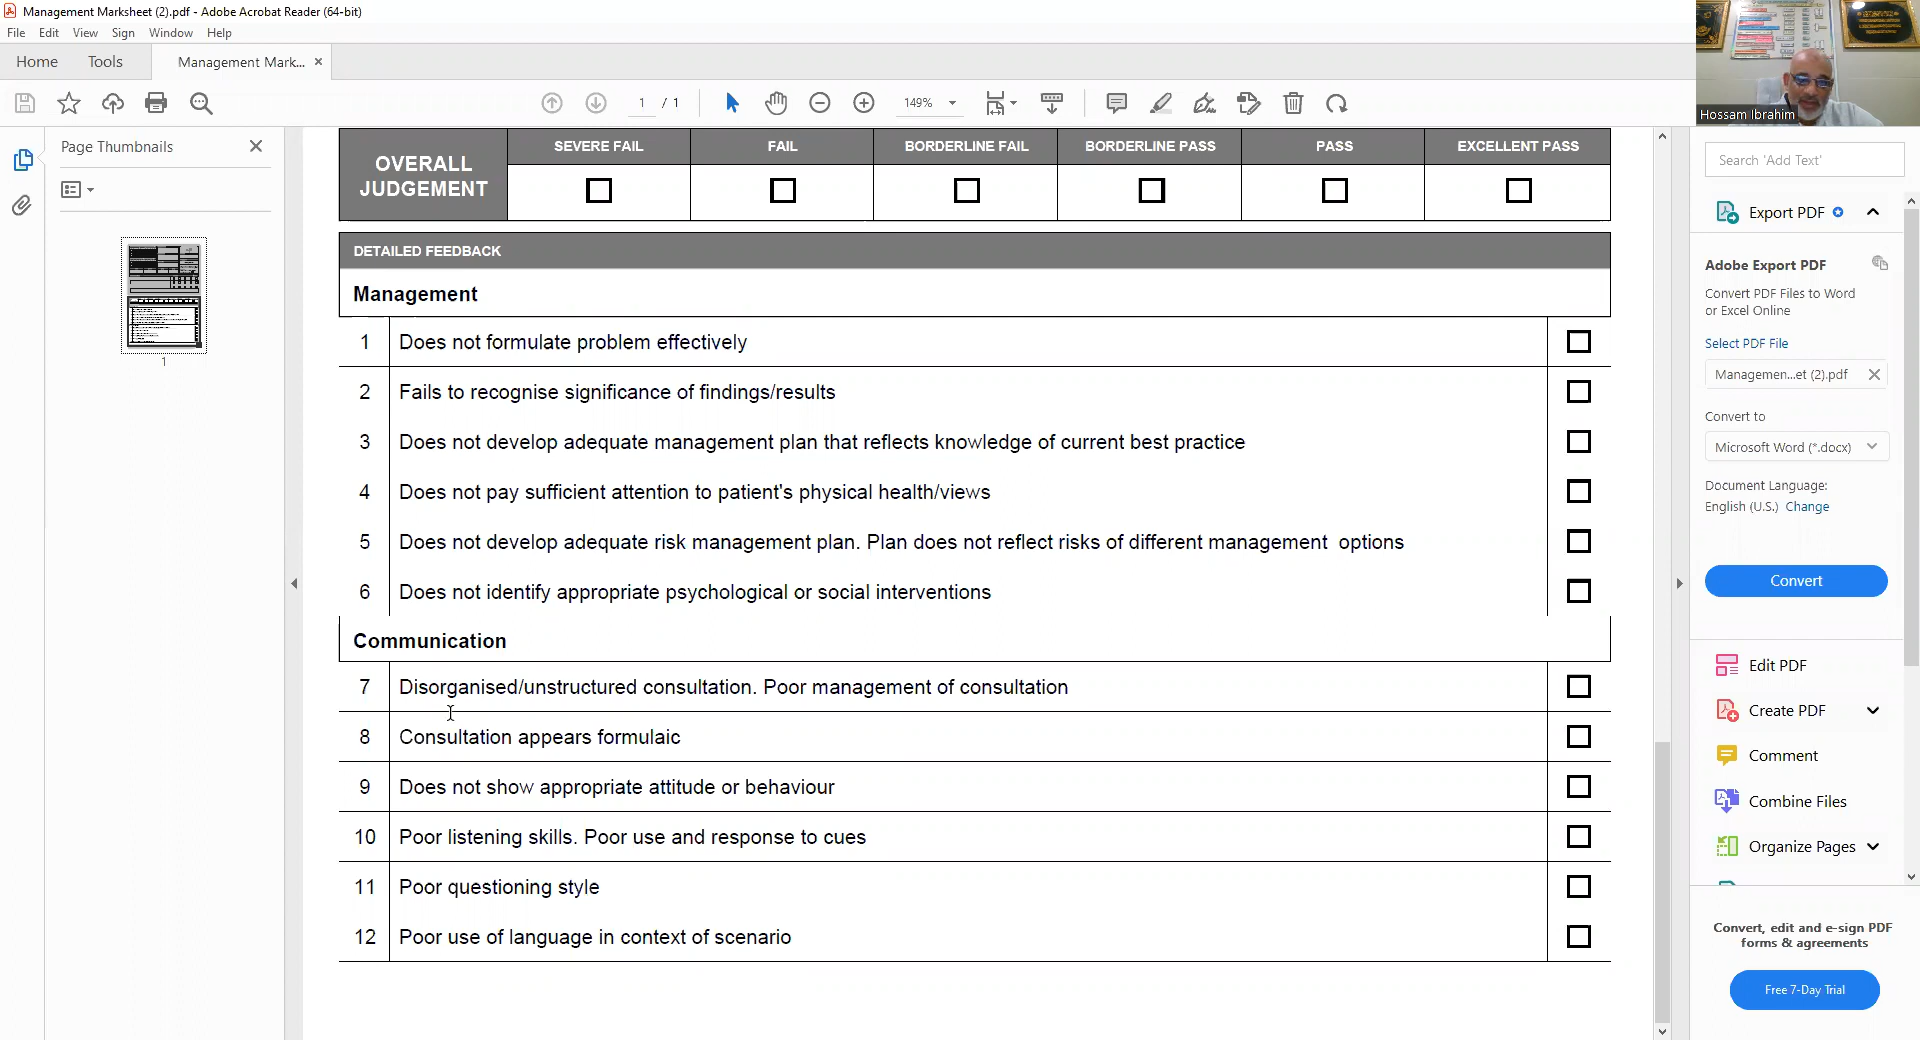 Management Marksheet (2).pdf - Adobe Acrobat Reader (64-bit)
File Edit View Sign Window Help
Home Tools Management Mark... ×
1 / 1 149%
Hossam Ibrahim
Page Thumbnails
1
OVERALL JUDGEMENT
SEVERE FAIL FAIL BORDERLINE FAIL BORDERLINE PASS PASS EXCELLENT PASS
DETAILED FEEDBACK
Management
1 Does not formulate problem effectively
2 Fails to recognise significance of findings/results
3 Does not develop adequate management plan that reflects knowledge of current best practice
4 Does not pay sufficient attention to patient's physical health/views
5 Does not develop adequate risk management plan. Plan does not reflect risks of different management options
6 Does not identify appropriate psychological or social interventions
Communication
7 Disorganised/unstructured consultation. Poor management of consultation
8 Consultation appears formulaic
9 Does not show appropriate attitude or behaviour
10 Poor listening skills. Poor use and response to cues
11 Poor questioning style
12 Poor use of language in context of scenario
Search 'Add Text'
Export PDF
Adobe Export PDF
Convert PDF Files to Word
or Excel Online
Select PDF File
Managemen...et (2).pdf
Convert to
Microsoft Word (*.docx)
Document Language:
English (U.S.) Change
Convert
Edit PDF
Create PDF
Comment
Combine Files
Organize Pages
Convert, edit and e-sign PDF
forms & agreements
Free 7-Day Trial